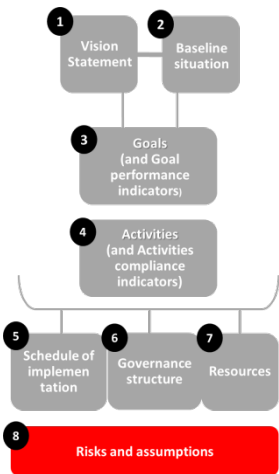 1
Vision
Statement
2
Baseline
situation
3
Goals
(and Goal
performance
indicators)
4
Activities
(and Activities
compliance
indicators)
5
Schedule of
implemen
tation
6
Governance
structure
7
Resources
8
Risks and assumptions